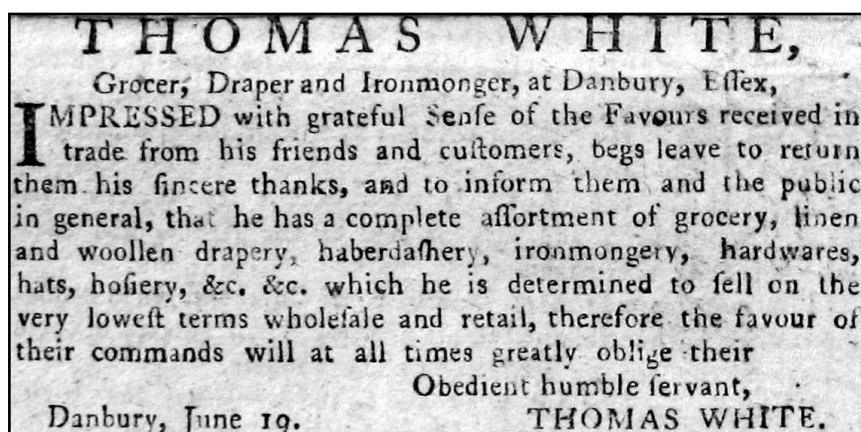 THOMAS WHITE,
Grocer, Draper and Ironmonger, at Danbury, Eſſex,
IMPRESSED with grateful Senſe of the Favours received in
trade from his friends and cuſtomers, begs leave to return
them his ſincere thanks, and to inform them and the public
in general, that he has a complete aſſortment of grocery, linen
and woollen drapery, haberdaſhery, ironmongery, hardwares,
hats, hoſiery, &c. &c. which he is determined to ſell on the
very loweſt terms wholeſale and retail, therefore the favour of
their commands will at all times greatly oblige their
Obedient humble ſervant,
Danbury, June 19. THOMAS WHITE.